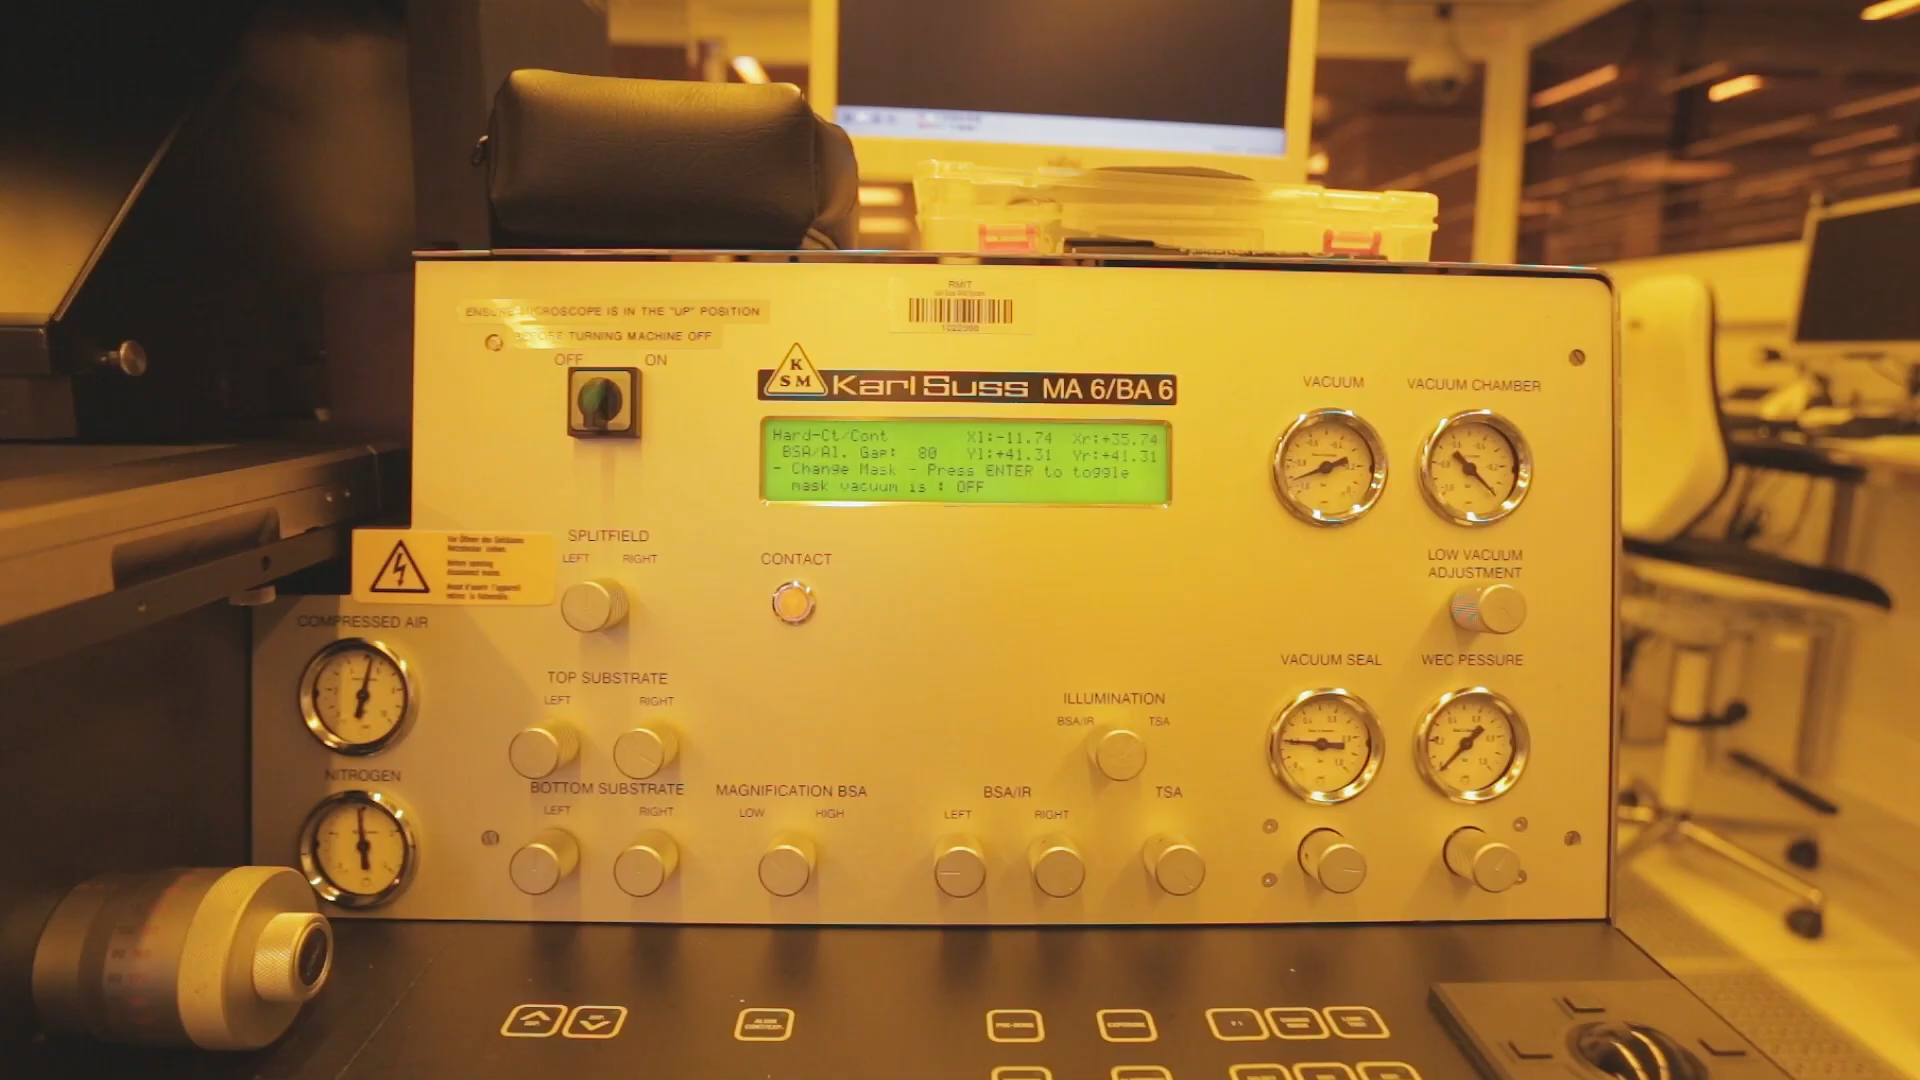 ENSURE MICROSCOPE IS IN THE "UP" POSITION
BEFORE TURNING MACHINE OFF
OFF ON
RMIT
KSM
Karl Suss MA 6/BA 6
Hard-Ct/Cont Xl:-11.74 Xr:+35.74
BSA/Al. Gap: 80 Yl:+41.31 Yr:+41.31
- Change Mask - Press ENTER to toggle
mask vacuum is : OFF
VACUUM
VACUUM CHAMBER
SPLITFIELD
LEFT RIGHT
CONTACT
LOW VACUUM
ADJUSTMENT
COMPRESSED AIR
NITROGEN
TOP SUBSTRATE
LEFT RIGHT
BOTTOM SUBSTRATE
LEFT RIGHT
MAGNIFICATION BSA
LOW HIGH
ILLUMINATION
BSA/IR TSA
BSA/IR
LEFT RIGHT
TSA
VACUUM SEAL
WEC PESSURE